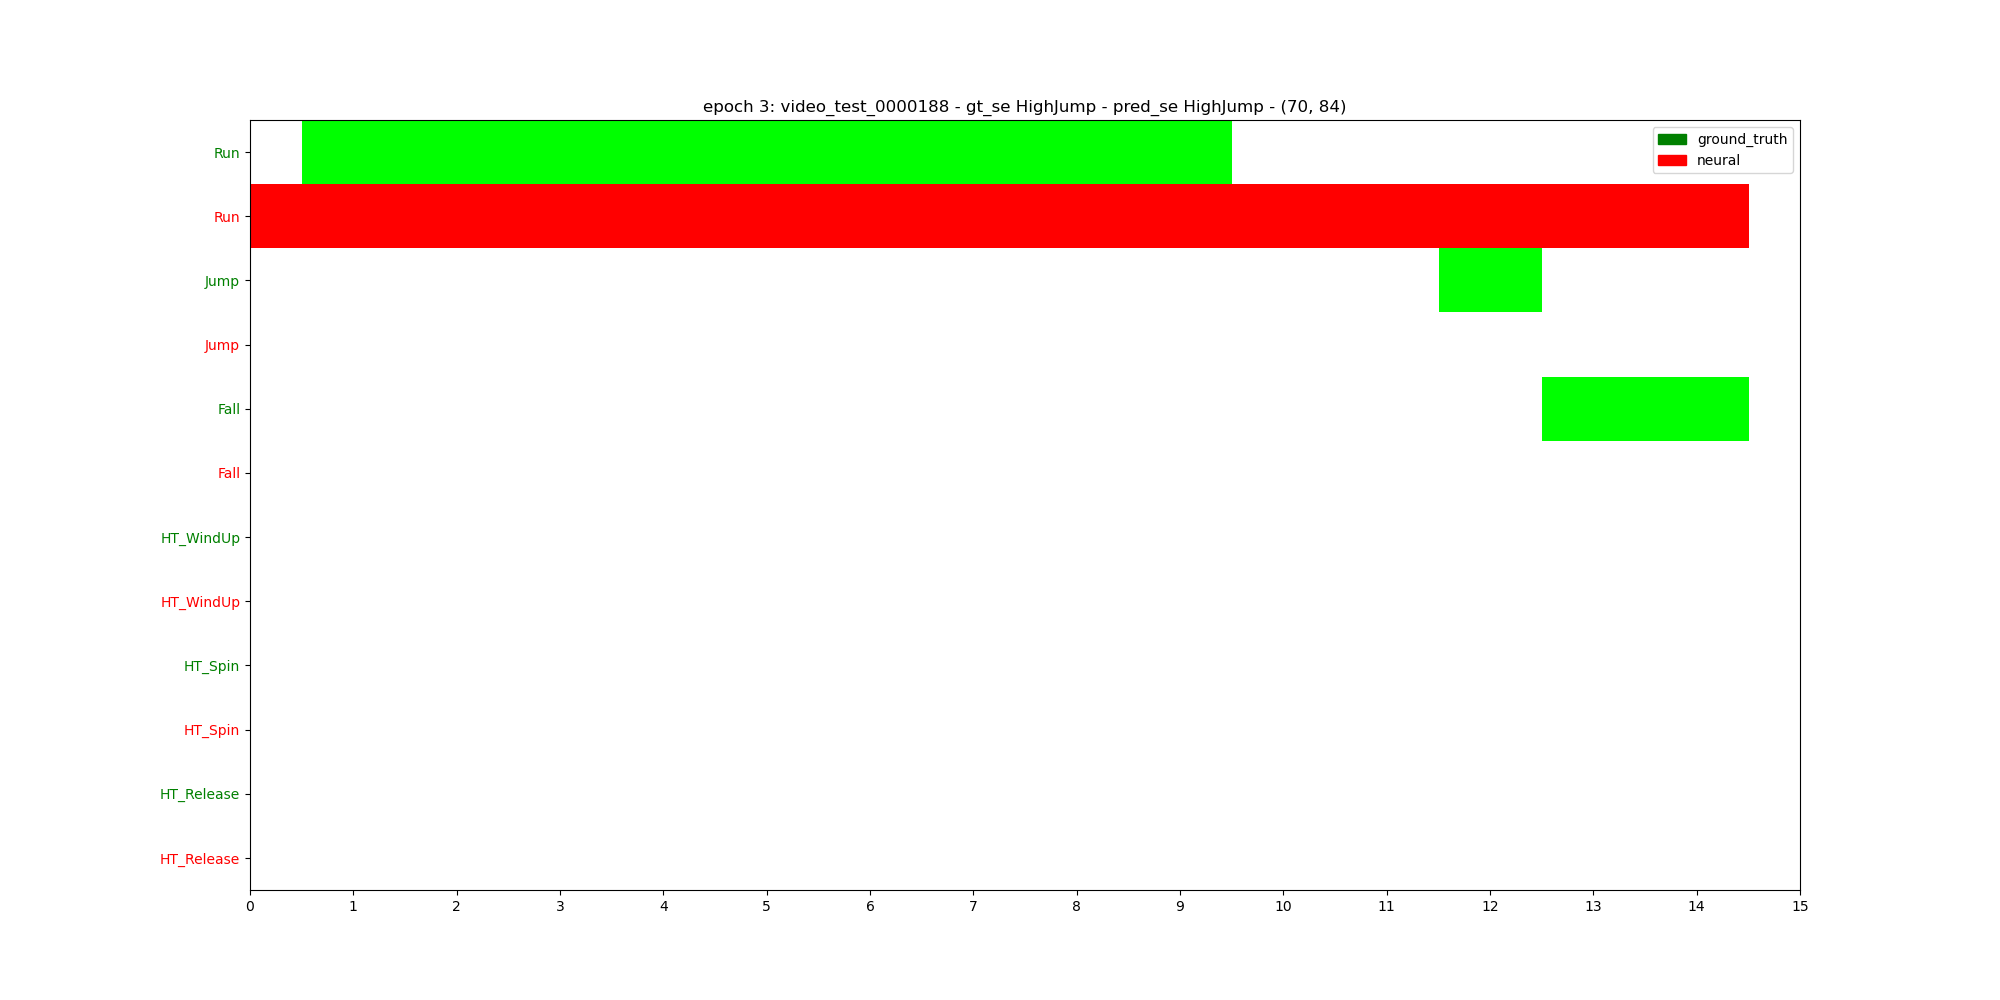 epoch 3: video_test_0000188 - gt_se HighJump - pred_se HighJump - (70, 84)
ground_truth
neural
Run
Run
Jump
Jump
Fall
Fall
HT_WindUp
HT_WindUp
HT_Spin
HT_Spin
HT_Release
HT_Release
0 1 2 3 4 5 6 7 8 9 10 11 12 13 14 15